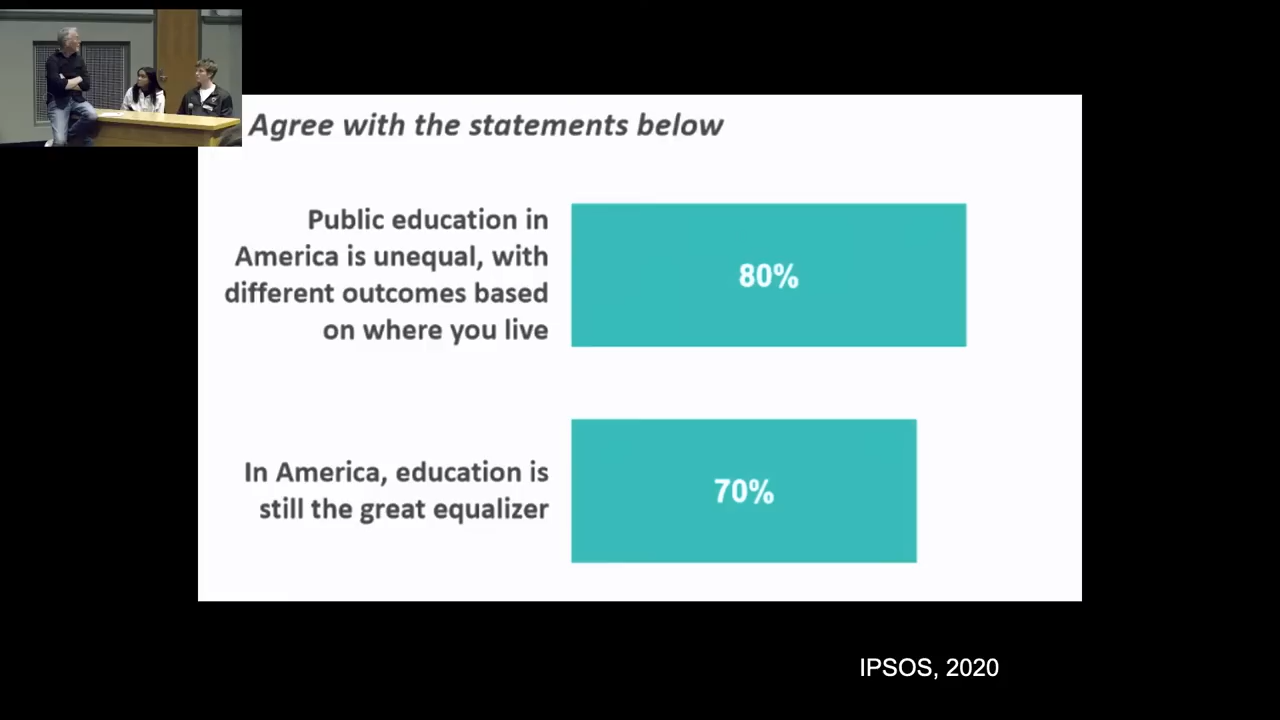 Agree with the statements below
Public education in
America is unequal, with
different outcomes based
on where you live
80%
In America, education is
still the great equalizer
70%
IPSOS, 2020